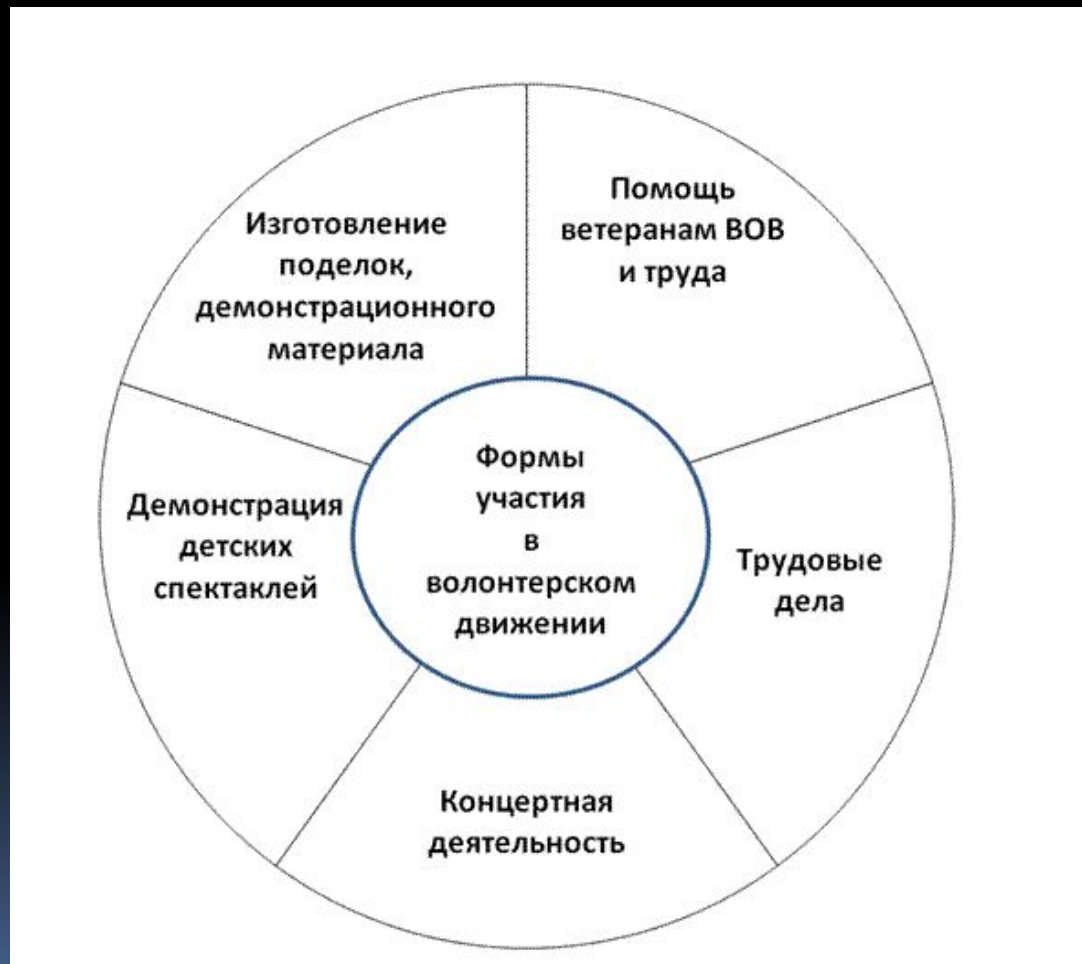 Изготовление
поделок,
демонстрационного
материала
Помощь
ветеранам ВОВ
и труда
Формы
участия
в
волонтерском
движении
Демонстрация
детских
спектаклей
Трудовые
дела
Концертная
деятельность